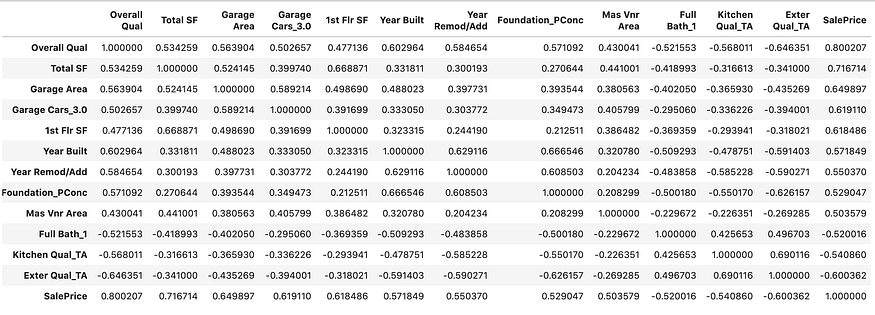 Overall Qual Total SF Garage Area Garage Cars_3.0 1st Flr SF Year Built Year Remod/Add Foundation_PConc Mas Vnr Area Full Bath_1 Kitchen Qual_TA Exter Qual_TA SalePrice
Overall Qual 1.000000 0.534259 0.563904 0.502657 0.477136 0.602964 0.584654 0.571092 0.430041 -0.521553 -0.568011 -0.646351 0.800207
Total SF 0.534259 1.000000 0.524145 0.399740 0.668871 0.331811 0.300193 0.270644 0.441001 -0.418993 -0.316613 -0.341000 0.716714
Garage Area 0.563904 0.524145 1.000000 0.589214 0.498690 0.488023 0.397731 0.393544 0.380563 -0.402050 -0.365930 -0.435269 0.649897
Garage Cars_3.0 0.502657 0.399740 0.589214 1.000000 0.391699 0.333050 0.303772 0.349473 0.405799 -0.295060 -0.336226 -0.394001 0.619110
1st Flr SF 0.477136 0.668871 0.498690 0.391699 1.000000 0.323315 0.244190 0.212511 0.386482 -0.369359 -0.293941 -0.318021 0.618486
Year Built 0.602964 0.331811 0.488023 0.333050 0.323315 1.000000 0.629116 0.666546 0.320780 -0.509293 -0.478751 -0.591403 0.571849
Year Remod/Add 0.584654 0.300193 0.397731 0.303772 0.244190 0.629116 1.000000 0.608503 0.204234 -0.483858 -0.585228 -0.590271 0.550370
Foundation_PConc 0.571092 0.270644 0.393544 0.349473 0.212511 0.666546 0.608503 1.000000 0.208299 -0.500180 -0.550170 -0.626157 0.529047
Mas Vnr Area 0.430041 0.441001 0.380563 0.405799 0.386482 0.320780 0.204234 0.208299 1.000000 -0.229672 -0.226351 -0.269285 0.503579
Full Bath_1 -0.521553 -0.418993 -0.402050 -0.295060 -0.369359 -0.509293 -0.483858 -0.500180 -0.229672 1.000000 0.425653 0.496703 -0.520016
Kitchen Qual_TA -0.568011 -0.316613 -0.365930 -0.336226 -0.293941 -0.478751 -0.585228 -0.550170 -0.226351 0.425653 1.000000 0.690116 -0.540860
Exter Qual_TA -0.646351 -0.341000 -0.435269 -0.394001 -0.318021 -0.591403 -0.590271 -0.626157 -0.269285 0.496703 0.690116 1.000000 -0.600362
SalePrice 0.800207 0.716714 0.649897 0.619110 0.618486 0.571849 0.550370 0.529047 0.503579 -0.520016 -0.540860 -0.600362 1.000000